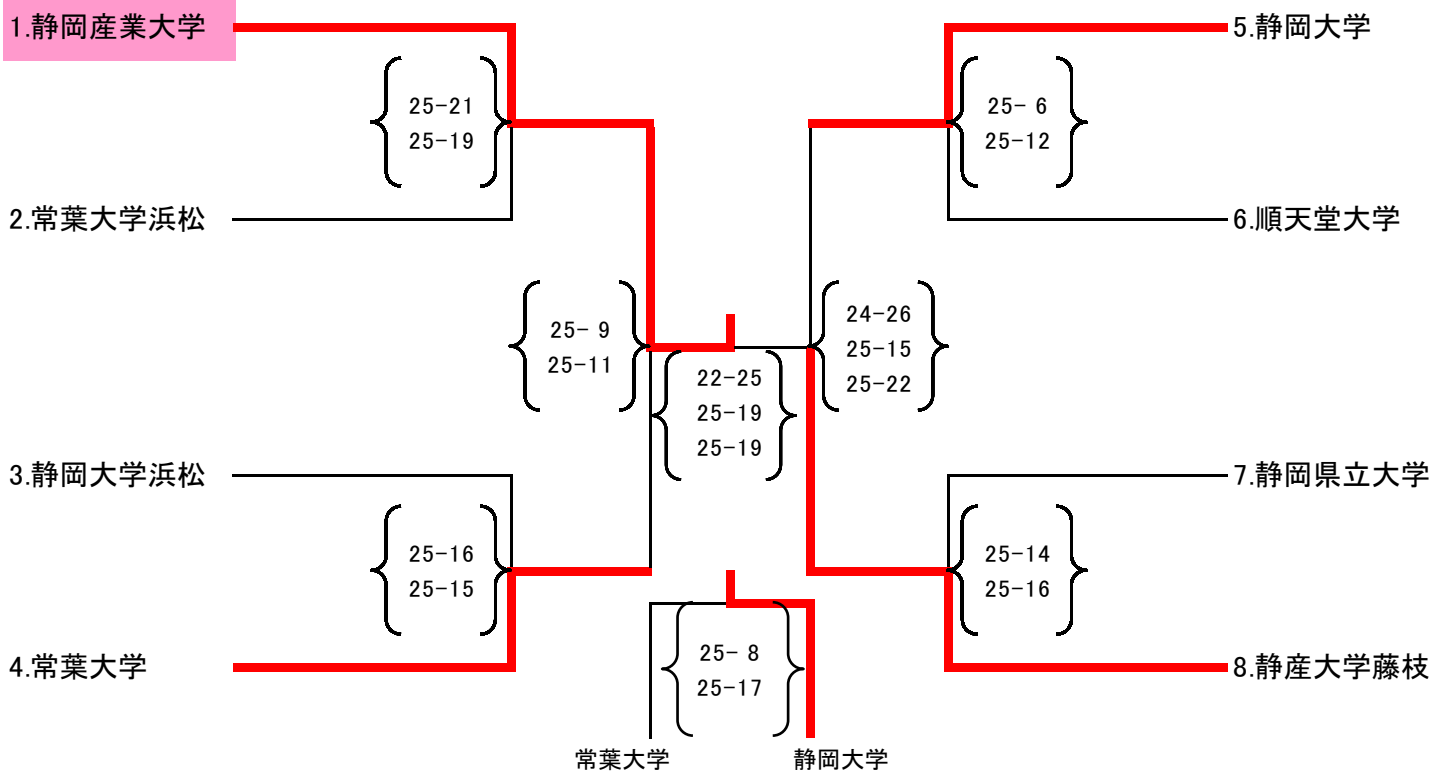 1.静岡産業大学
5.静岡大学
25-21
25-19
25- 6
25-12
2.常葉大学浜松
6.順天堂大学
25- 9
25-11
24-26
25-15
25-22
22-25
25-19
25-19
3.静岡大学浜松
7.静岡県立大学
25-16
25-15
25-14
25-16
4.常葉大学
8.静産大学藤枝
25- 8
25-17
常葉大学
静岡大学